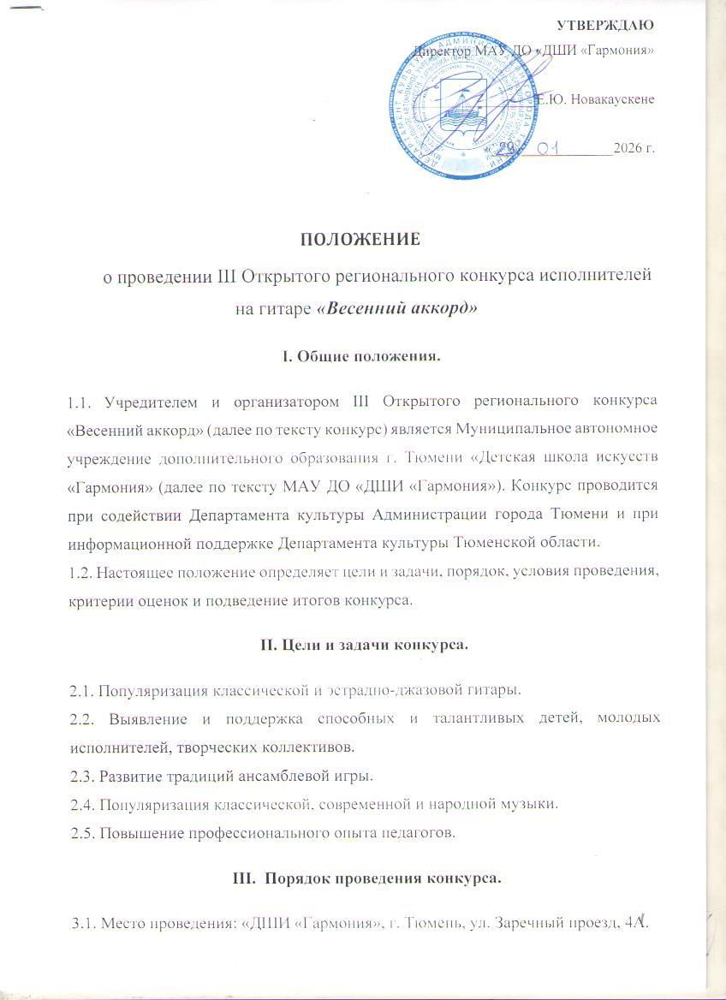 УТВЕРЖДАЮ
Директор МАУ ДО «ДШИ «Гармония»
Е.Ю. Новакаускене
«29» 01 2026 г.
ДЕПАРТАМЕНТ КУЛЬТУРЫ АДМИНИСТРАЦИИ ГОРОДА ТЮМЕНИ
ПОЛОЖЕНИЕ
о проведении III Открытого регионального конкурса исполнителей
на гитаре «Весенний аккорд»
I. Общие положения.
1.1. Учредителем и организатором III Открытого регионального конкурса
«Весенний аккорд» (далее по тексту конкурс) является Муниципальное автономное
учреждение дополнительного образования г. Тюмени «Детская школа искусств
«Гармония» (далее по тексту МАУ ДО «ДШИ «Гармония»). Конкурс проводится
при содействии Департамента культуры Администрации города Тюмени и при
информационной поддержке Департамента культуры Тюменской области.
1.2. Настоящее положение определяет цели и задачи, порядок, условия проведения,
критерии оценок и подведение итогов конкурса.
II. Цели и задачи конкурса.
2.1. Популяризация классической и эстрадно-джазовой гитары.
2.2. Выявление и поддержка способных и талантливых детей, молодых
исполнителей, творческих коллективов.
2.3. Развитие традиций ансамблевой игры.
2.4. Популяризация классической, современной и народной музыки.
2.5. Повышение профессионального опыта педагогов.
III. Порядок проведения конкурса.
3.1. Место проведения: «ДШИ «Гармония», г. Тюмень, ул. Заречный проезд, 4А.